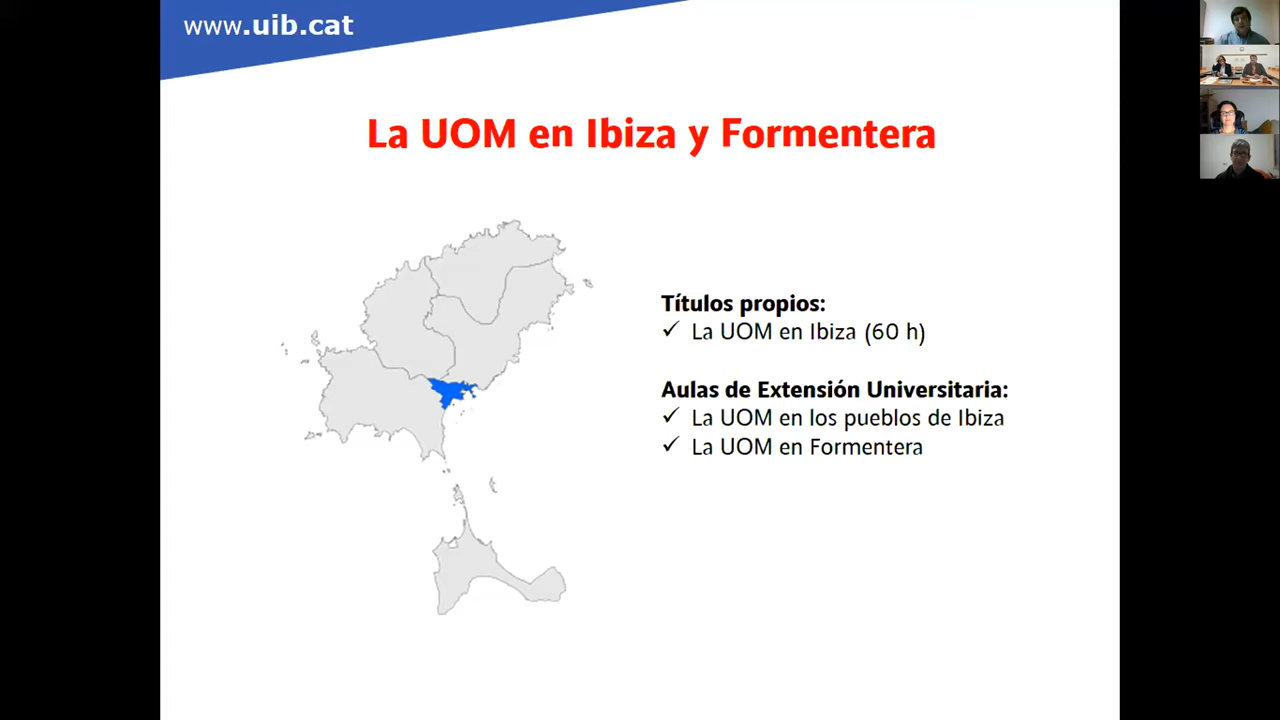 www.uib.cat
La UOM en Ibiza y Formentera
Títulos propios:
✓ La UOM en Ibiza (60 h)
Aulas de Extensión Universitaria:
✓ La UOM en los pueblos de Ibiza
✓ La UOM en Formentera